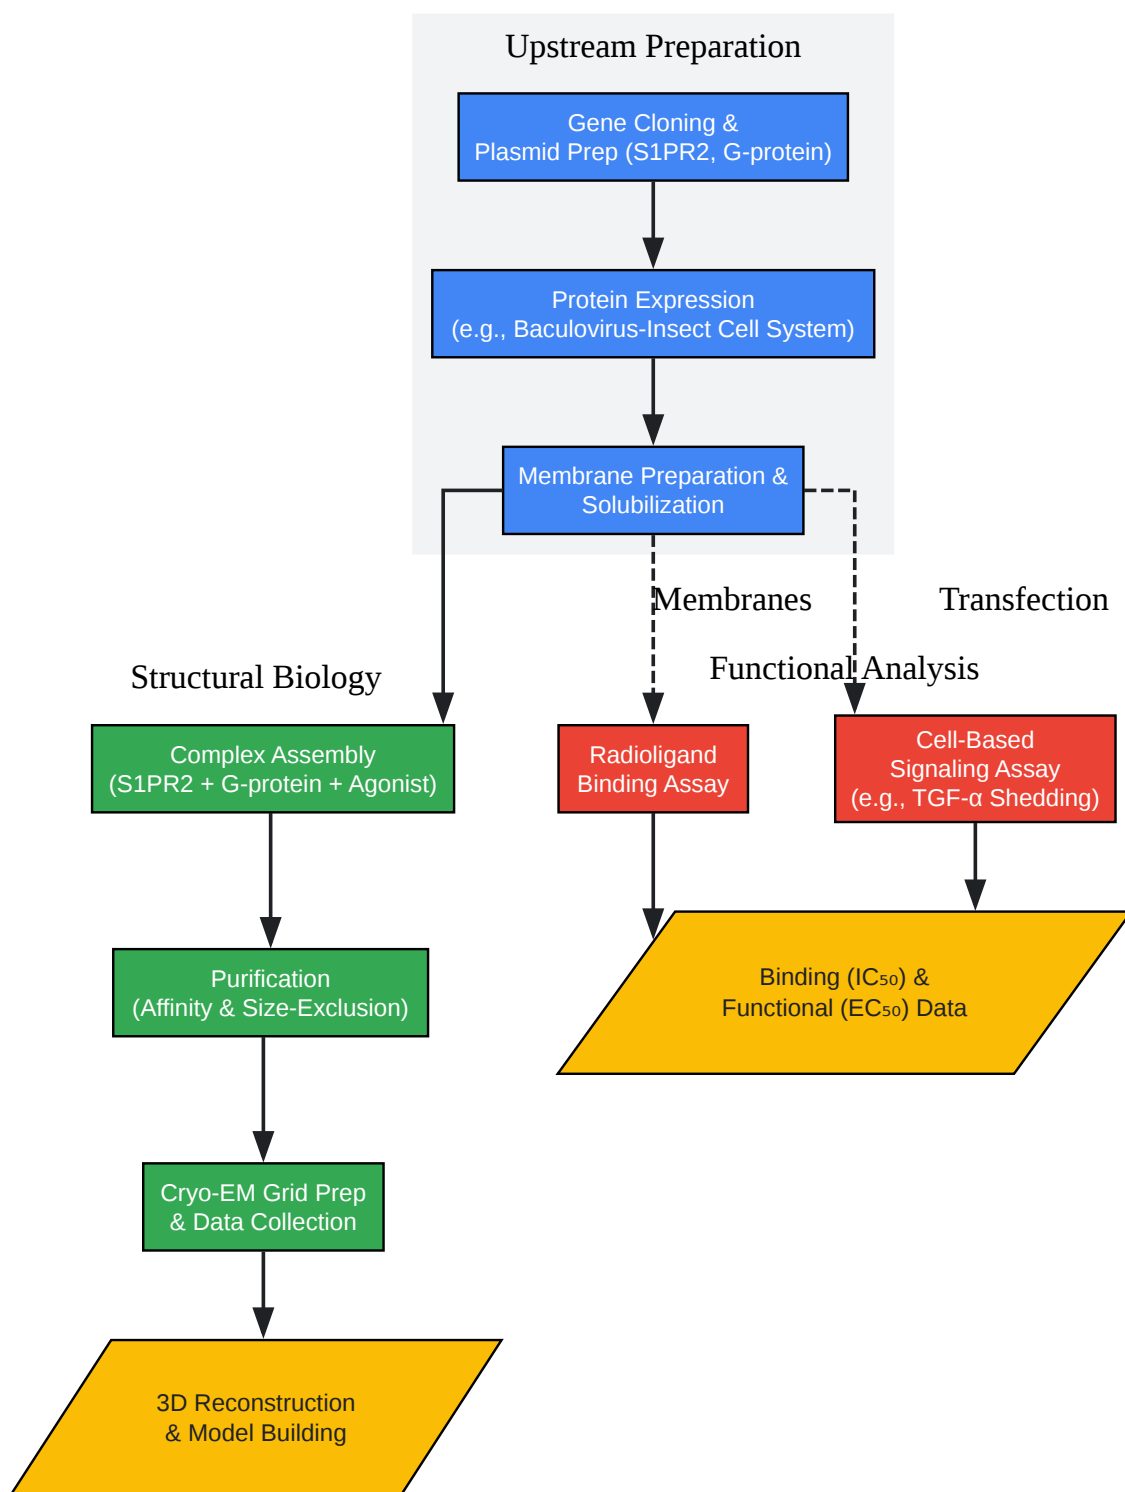 Upstream Preparation
Gene Cloning &
Plasmid Prep (S1PR2, G-protein)
Protein Expression
(e.g., Baculovirus-Insect Cell System)
Membrane Preparation &
Solubilization
Membranes
Transfection
Structural Biology
Functional Analysis
Complex Assembly
(S1PR2 + G-protein + Agonist)
Radioligand
Binding Assay
Cell-Based
Signaling Assay
(e.g., TGF-α Shedding)
Purification
(Affinity & Size-Exclusion)
Binding (IC₅₀) &
Functional (EC₅₀) Data
Cryo-EM Grid Prep
& Data Collection
3D Reconstruction
& Model Building